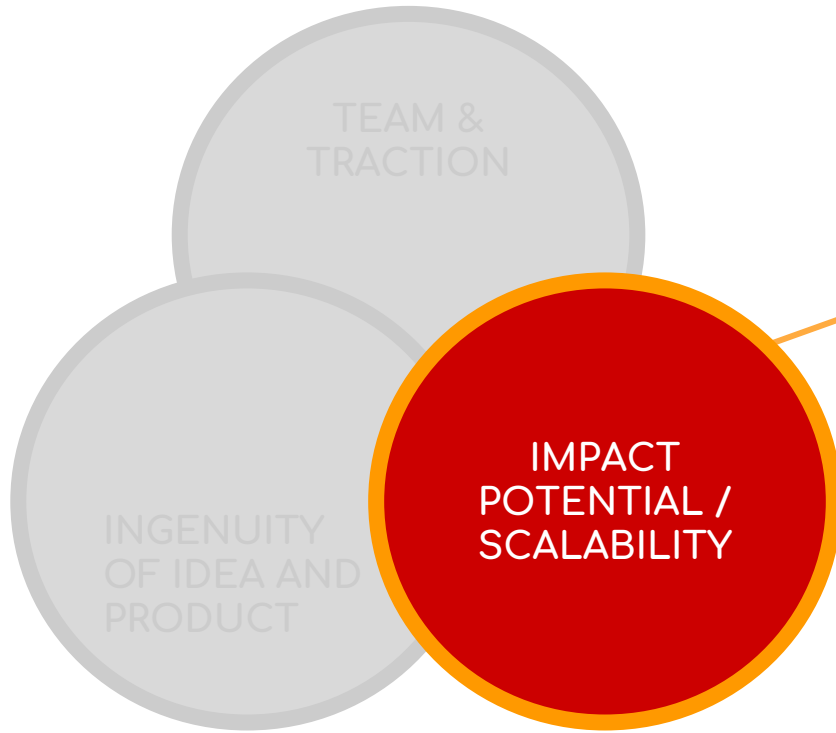 TEAM &
TRACTION
INGENUITY
OF IDEA AND
PRODUCT
IMPACT
POTENTIAL /
SCALABILITY